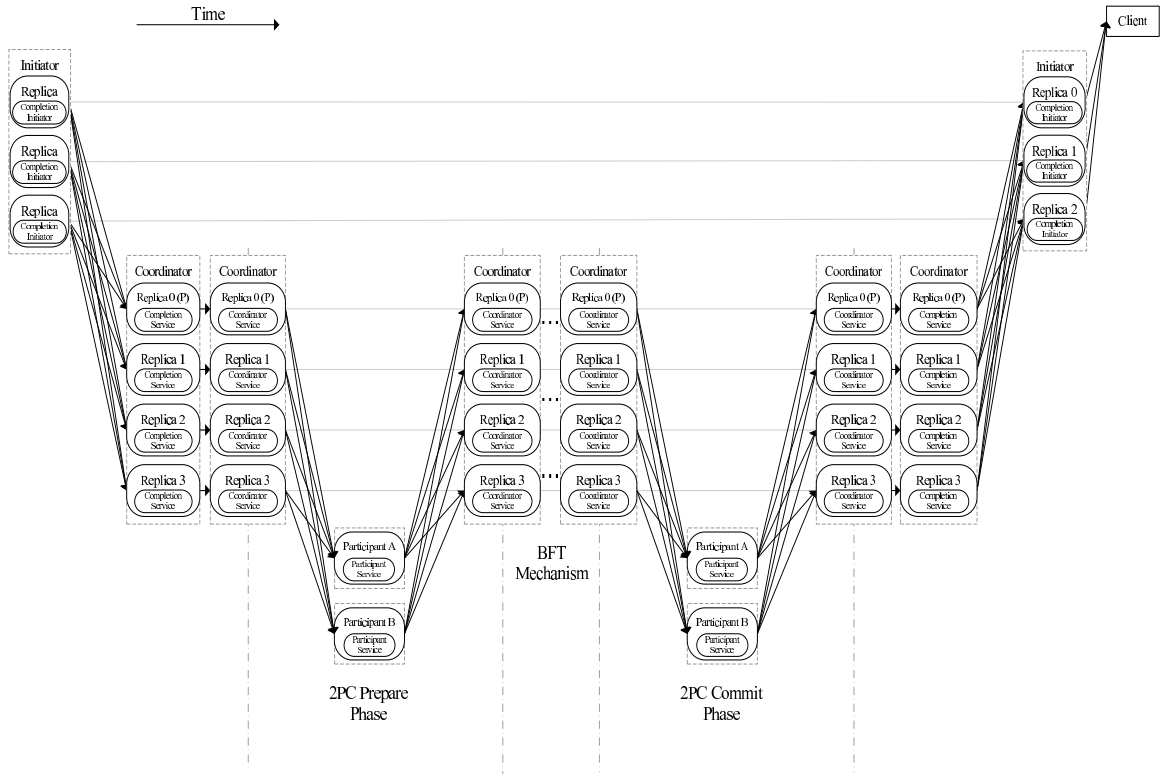 Time
Client
Initiator
Replica
Completion
Initiator
Replica
Completion
Initiator
Replica
Completion
Initiator
Initiator
Replica 0
Completion
Initiator
Replica 1
Completion
Initiator
Replica 2
Completion
Initiator
Coordinator
Replica 0 (P)
Completion
Service
Replica 1
Completion
Service
Replica 2
Completion
Service
Replica 3
Completion
Service
Coordinator
Replica 0 (P)
Coordinator
Service
Replica 1
Coordinator
Service
Replica 2
Coordinator
Service
Replica 3
Coordinator
Service
Participant A
Participant
Service
Participant B
Participant
Service
2PC Prepare
Phase
Coordinator
Replica 0 (P)
Coordinator
Service
Replica 1
Coordinator
Service
Replica 2
Coordinator
Service
Replica 3
Coordinator
Service
...
...
...
BFT
Mechanism
Coordinator
Replica 0 (P)
Coordinator
Service
Replica 1
Coordinator
Service
Replica 2
Coordinator
Service
Replica 3
Coordinator
Service
Participant A
Participant
Service
Participant B
Participant
Service
2PC Commit
Phase
Coordinator
Replica 0 (P)
Coordinator
Service
Replica 1
Coordinator
Service
Replica 2
Coordinator
Service
Replica 3
Coordinator
Service
Coordinator
Replica 0 (P)
Completion
Service
Replica 1
Completion
Service
Replica 2
Completion
Service
Replica 3
Completion
Service